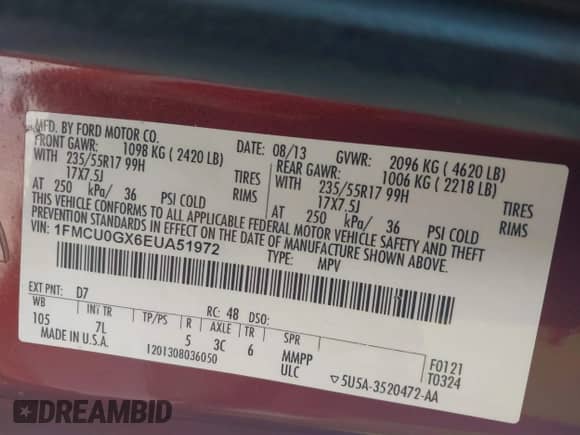 MFD. BY FORD MOTOR CO.
DATE: 08/13 GVWR: 2096 KG ( 4620 LB)
FRONT GAWR: 1098 KG ( 2420 LB) REAR GAWR: 1006 KG ( 2218 LB)
WITH 235/55R17 99H TIRES WITH 235/55R17 99H TIRES
17X7.5J RIMS 17X7.5J RIMS
AT 250 kPa/ 36 PSI COLD AT 250 kPa/ 36 PSI COLD
THIS VEHICLE CONFORMS TO ALL APPLICABLE FEDERAL MOTOR VEHICLE SAFETY AND THEFT
PREVENTION STANDARDS IN EFFECT ON THE DATE OF MANUFACTURE SHOWN ABOVE.
VIN: 1FMCU0GX6EUA51972
TYPE: MPV
EXT PNT: D7 RC: 48 DSO:
WB INT TR TP/PS R AXLE TR SPR
105 7L 5 3C 6 MMPP F0121
MADE IN U.S.A. 1201308036050 ULC T0324
▽5U5A-3520472-AA
DREAMBID